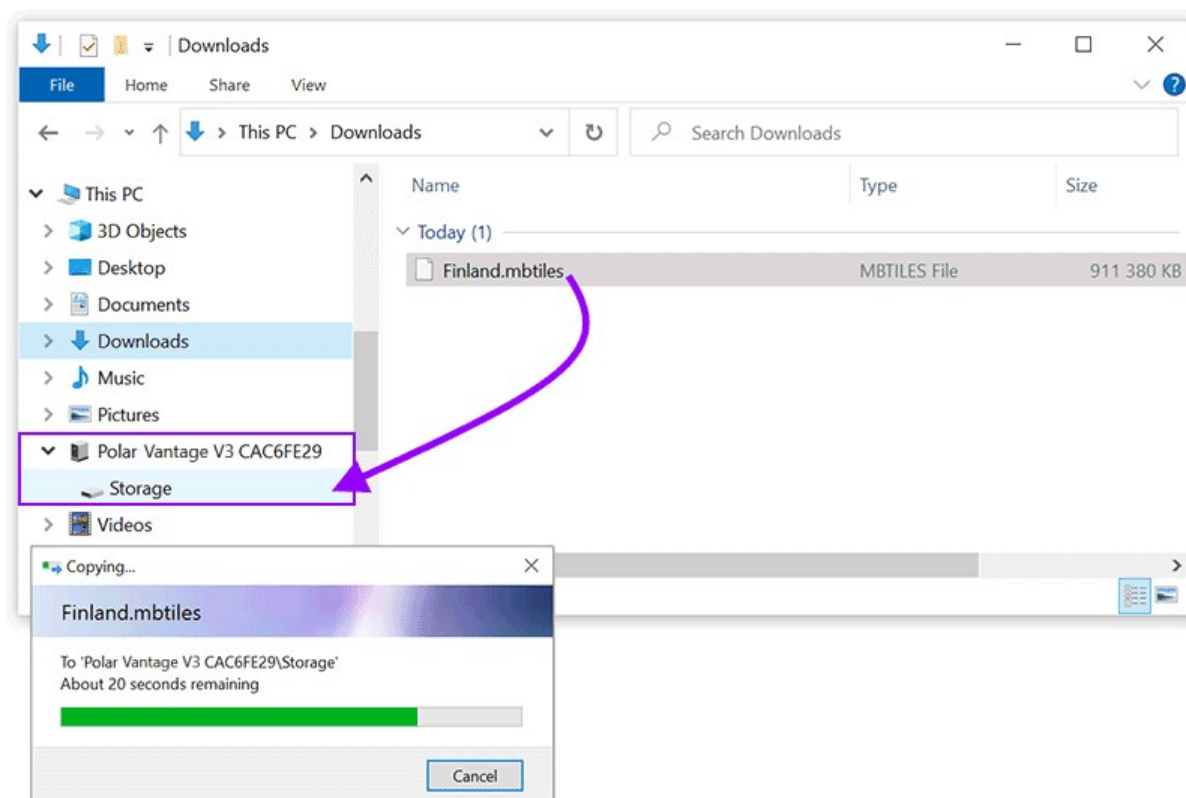 Downloads
File Home Share View
This PC > Downloads
Search Downloads
This PC
3D Objects
Desktop
Documents
Downloads
Music
Pictures
Polar Vantage V3 CAC6FE29
Storage
Videos
Name Type Size
Today (1)
Finland.mbtiles MBTILES File 911 380 KB
Copying...
Finland.mbtiles
To 'Polar Vantage V3 CAC6FE29\Storage'
About 20 seconds remaining
Cancel